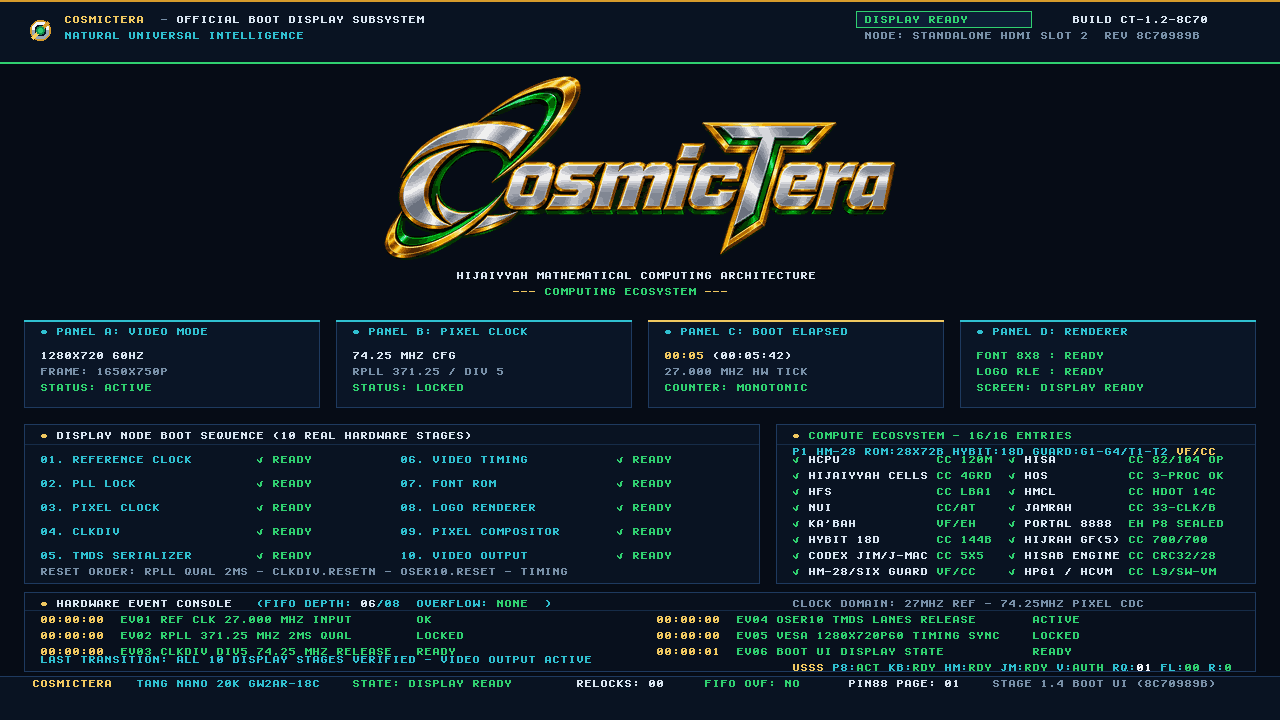 COSMICTERA - OFFICIAL BOOT DISPLAY SUBSYSTEM
NATURAL UNIVERSAL INTELLIGENCE
DISPLAY READY
BUILD CT-1.2-8C70
NODE: STANDALONE HDMI SLOT 2 REV 8C70989B
CosmicTera
HIJAIYYAH MATHEMATICAL COMPUTING ARCHITECTURE
--- COMPUTING ECOSYSTEM ---
PANEL A: VIDEO MODE
1280X720 60HZ
FRAME: 1650X750P
STATUS: ACTIVE
PANEL B: PIXEL CLOCK
74.25 MHZ CFG
RPLL 371.25 / DIV 5
STATUS: LOCKED
PANEL C: BOOT ELAPSED
00:05 (00:05:42)
27.000 MHZ HW TICK
COUNTER: MONOTONIC
PANEL D: RENDERER
FONT 8X8 : READY
LOGO RLE : READY
SCREEN: DISPLAY READY
DISPLAY NODE BOOT SEQUENCE (10 REAL HARDWARE STAGES)
01. REFERENCE CLOCK ✓ READY 06. VIDEO TIMING ✓ READY
02. PLL LOCK ✓ READY 07. FONT ROM ✓ READY
03. PIXEL CLOCK ✓ READY 08. LOGO RENDERER ✓ READY
04. CLKDIV ✓ READY 09. PIXEL COMPOSITOR ✓ READY
05. TMDS SERIALIZER ✓ READY 10. VIDEO OUTPUT ✓ READY
RESET ORDER: RPLL QUAL 2MS - CLKDIV.RESETN - OSER10.RESET - TIMING
COMPUTE ECOSYSTEM - 16/16 ENTRIES
P1 HM-28 ROM:28X72B HYBIT:18D GUARD:G1-G4/T1-T2 VF/CC
✓ HCPU CC 120M ✓ HISA CC 82/104 OP
✓ HIJAIYYAH CELLS CC 46RD ✓ HOS CC 3-PROC OK
✓ HFS CC LBA1 ✓ HMCL CC HDOT 14C
✓ NUI CC/AT ✓ JAMRAH CC 33-CLK/B
✓ KA'BAH VF/EH ✓ PORTAL 8888 EH P8 SEALED
✓ HYBIT 18D CC 144B ✓ HIJRAH GF(5) CC 700/700
✓ CODEX JIM/J-MAC CC 5X5 ✓ HISAB ENGINE CC CRC32/28
✓ HM-28/SIX GUARD VF/CC ✓ HPG1 / HCVM CC L9/SW-VM
HARDWARE EVENT CONSOLE (FIFO DEPTH: 06/08 OVERFLOW: NONE ) CLOCK DOMAIN: 27MHZ REF - 74.25MHZ PIXEL CDC
00:00:00 EV01 REF CLK 27.000 MHZ INPUT OK 00:00:00 EV04 OSER10 TMDS LANES RELEASE ACTIVE
00:00:00 EV02 RPLL 371.25 MHZ 2MS QUAL LOCKED 00:00:01 EV05 VESA 1280X720P60 TIMING SYNC LOCKED
00:00:00 EV03 CLKDIV DIV5 74.25 MHZ RELEASE READY 00:00:01 EV06 BOOT UI DISPLAY STATE READY
LAST TRANSITION: ALL 10 DISPLAY STAGES VERIFIED - VIDEO OUTPUT ACTIVE
USSS P8:ACT KB:RDY HM:RDY JM:RDY V:AUTH RQ:01 FL:00 R:0
COSMICTERA TANG NANO 20K GW2AR-18C STATE: DISPLAY READY RELOCKS: 00 FIFO OVF: NO PIN88 PAGE: 01 STAGE 1.4 BOOT UI (8C70989B)